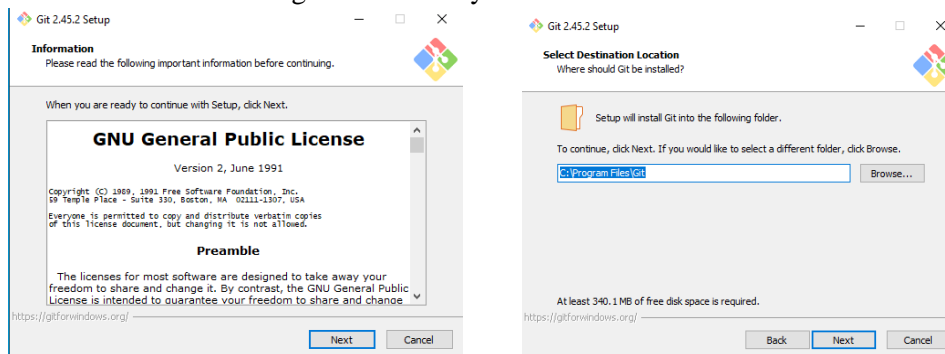 Git 2.45.2 Setup
Information
Please read the following important information before continuing.
When you are ready to continue with Setup, click Next.
GNU General Public License
Version 2, June 1991
Copyright (C) 1989, 1991 Free Software Foundation, Inc.
59 Temple Place - Suite 330, Boston, MA 02111-1307, USA
Everyone is permitted to copy and distribute verbatim copies
of this license document, but changing it is not allowed.
Preamble
The licenses for most software are designed to take away your
freedom to share and change it. By contrast, the GNU General Public
License is intended to guarantee your freedom to share and change
https://gitforwindows.org/
Next
Cancel
Git 2.45.2 Setup
Select Destination Location
Where should Git be installed?
Setup will install Git into the following folder.
To continue, click Next. If you would like to select a different folder, click Browse.
C:\Program Files\Git
Browse...
At least 340.1 MB of free disk space is required.
https://gitforwindows.org/
Back
Next
Cancel